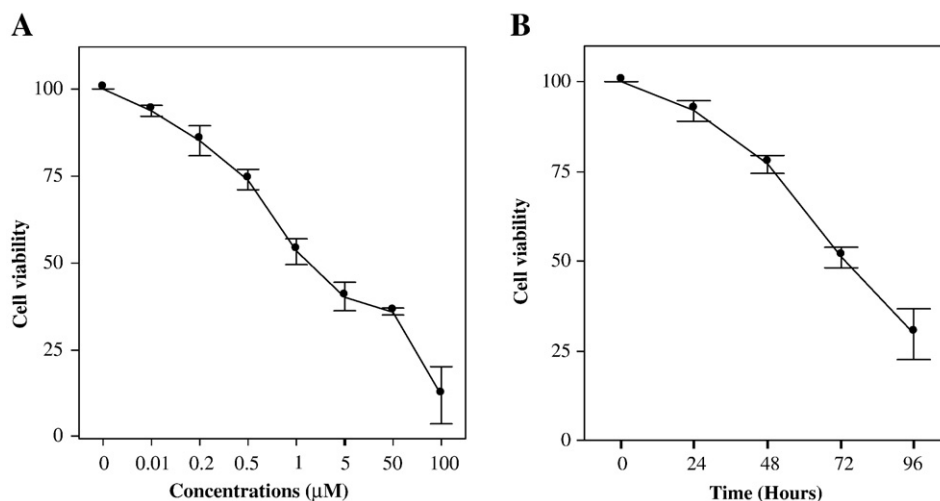 A
100
75
50
25
0
Cell viability
0 0.01 0.2 0.5 1 5 50 100
Concentrations (µM)
B
100
75
50
25
0
Cell viability
0 24 48 72 96
Time (Hours)